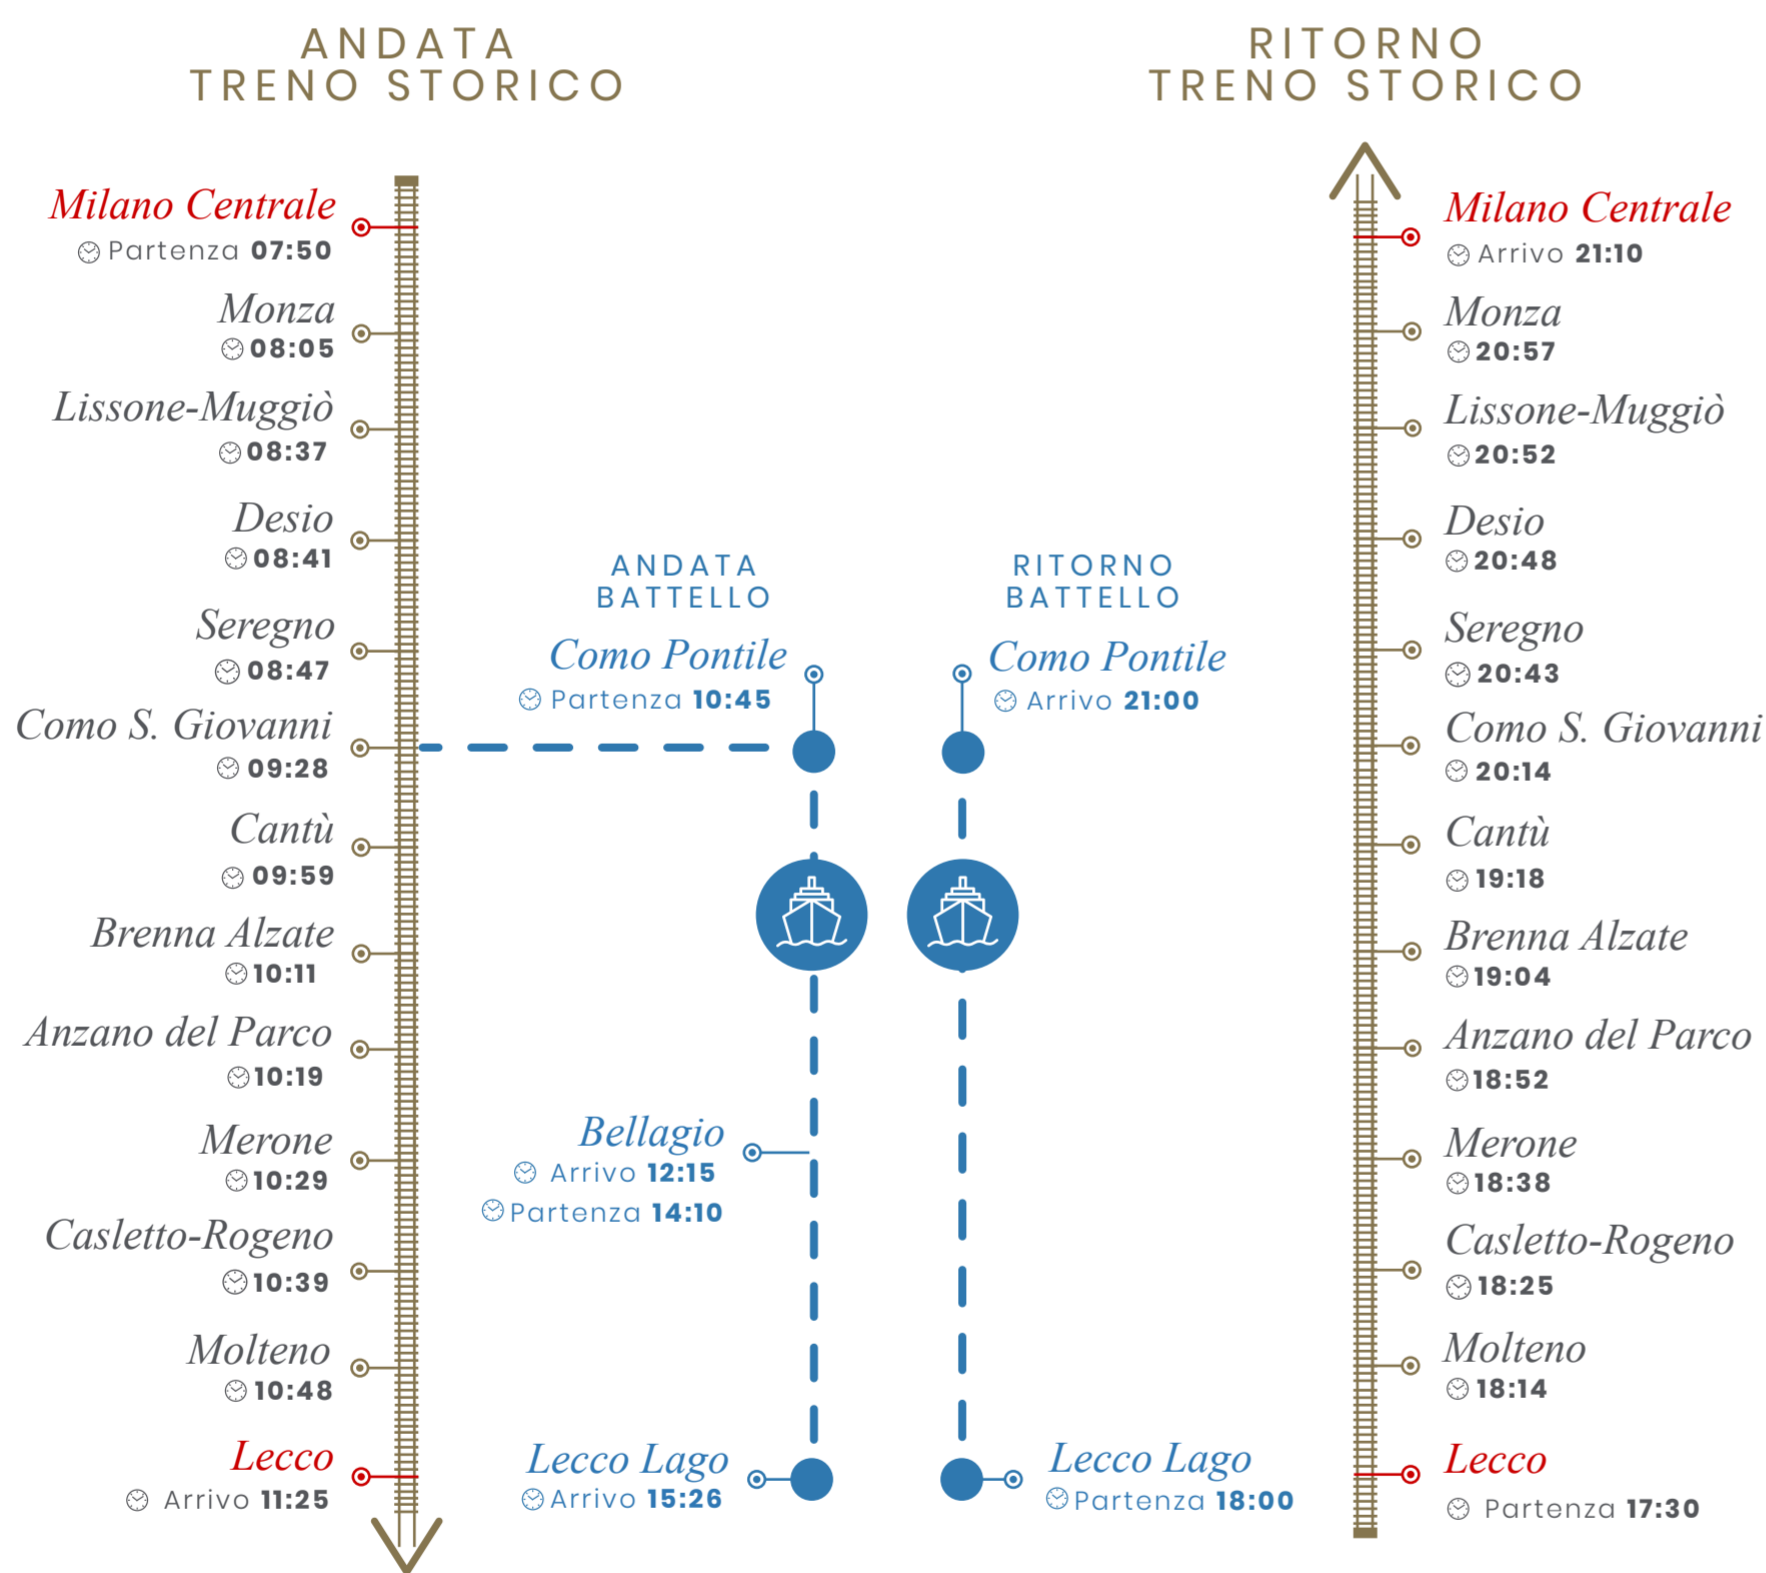 ANDATA
TRENO STORICO
Milano Centrale
Partenza 07:50
Monza
08:05
Lissone-Muggiò
08:37
Desio
08:41
Seregno
08:47
Como S. Giovanni
09:28
Cantù
09:59
Brenna Alzate
10:11
Anzano del Parco
10:19
Merone
10:29
Casletto-Rogeno
10:39
Molteno
10:48
Lecco
Arrivo 11:25
ANDATA
BATTELLO
Como Pontile
Partenza 10:45
Bellagio
Arrivo 12:15
Partenza 14:10
Lecco Lago
Arrivo 15:26
RITORNO
BATTELLO
Como Pontile
Arrivo 21:00
Lecco Lago
Partenza 18:00
RITORNO
TRENO STORICO
Milano Centrale
Arrivo 21:10
Monza
20:57
Lissone-Muggiò
20:52
Desio
20:48
Seregno
20:43
Como S. Giovanni
20:14
Cantù
19:18
Brenna Alzate
19:04
Anzano del Parco
18:52
Merone
18:38
Casletto-Rogeno
18:25
Molteno
18:14
Lecco
Partenza 17:30